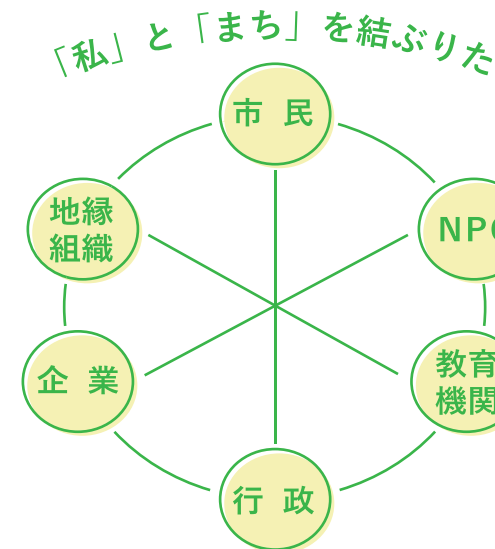 「私」と「まち」を結ぶりた
市 民
地縁
組織
NPO
企 業
教育
機関
行 政